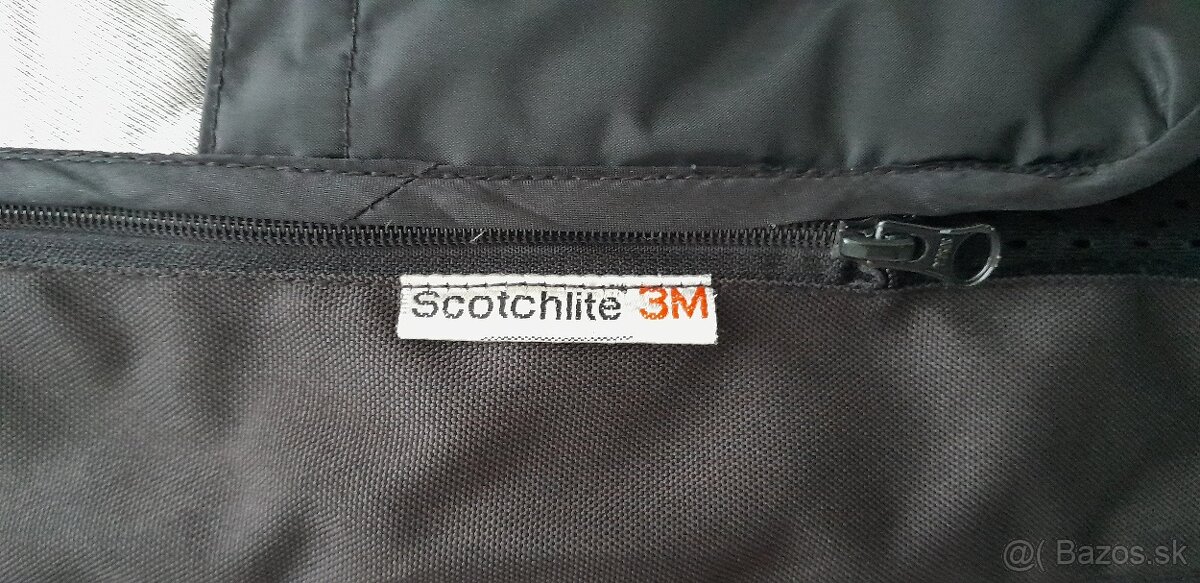 Scotchlite 3M
@( Bazos.sk